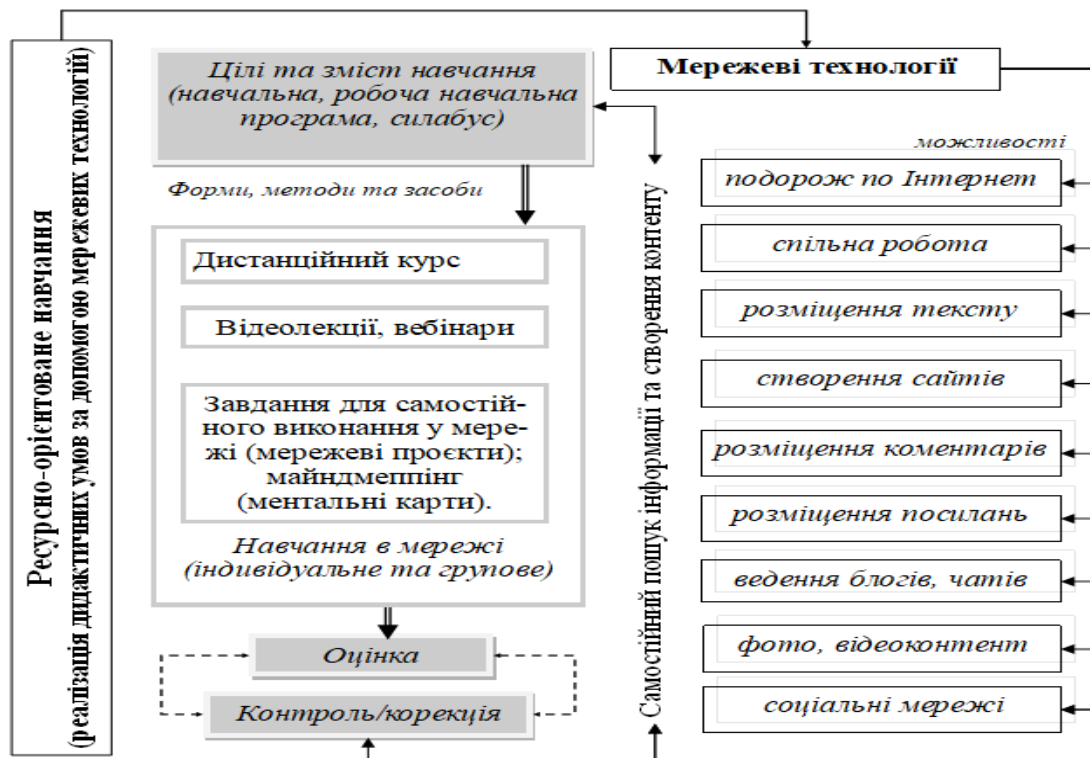 Ресурсно-орієнтоване навчання
(реалізація дидактичних умов за допомогою мережевих технологій)
Цілі та зміст навчання
(навчальна, робоча навчальна
програма, силабус)
Форми, методи та засоби
Дистанційний курс
Відеолекції, вебінари
Завдання для самостій-
ного виконання у мере-
жі (мережеві проєкти);
майндмеппінг
(ментальні карти).
Навчання в мережі
(індивідуальне та групове)
Оцінка
Контроль/корекція
Самостійний пошук інформації та створення контенту
Мережеві технології
можливості
подорож по Інтернет
спільна робота
розміщення тексту
створення сайтів
розміщення коментарів
розміщення посилань
ведення блогів, чатів
фото, відеоконтент
соціальні мережі